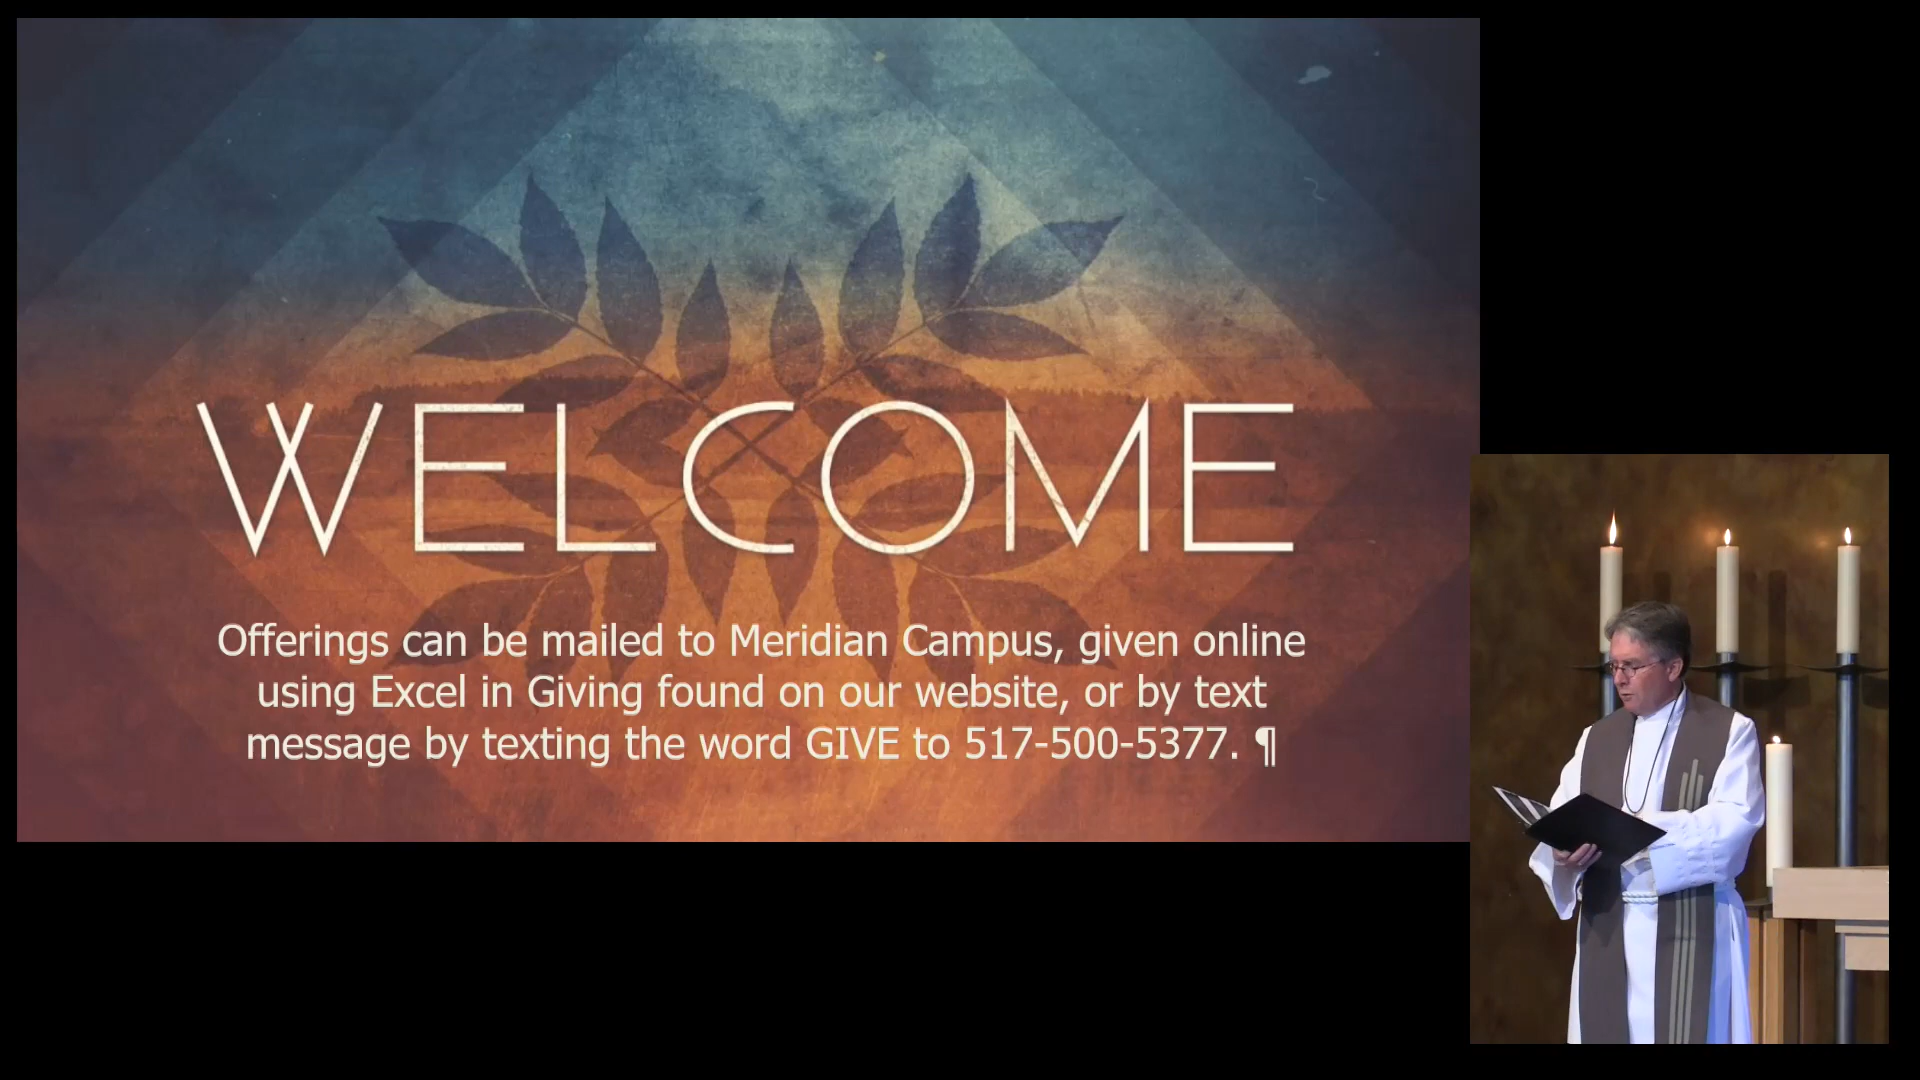 WELCOME
Offerings can be mailed to Meridian Campus, given online
using Excel in Giving found on our website, or by text
message by texting the word GIVE to 517-500-5377. ¶